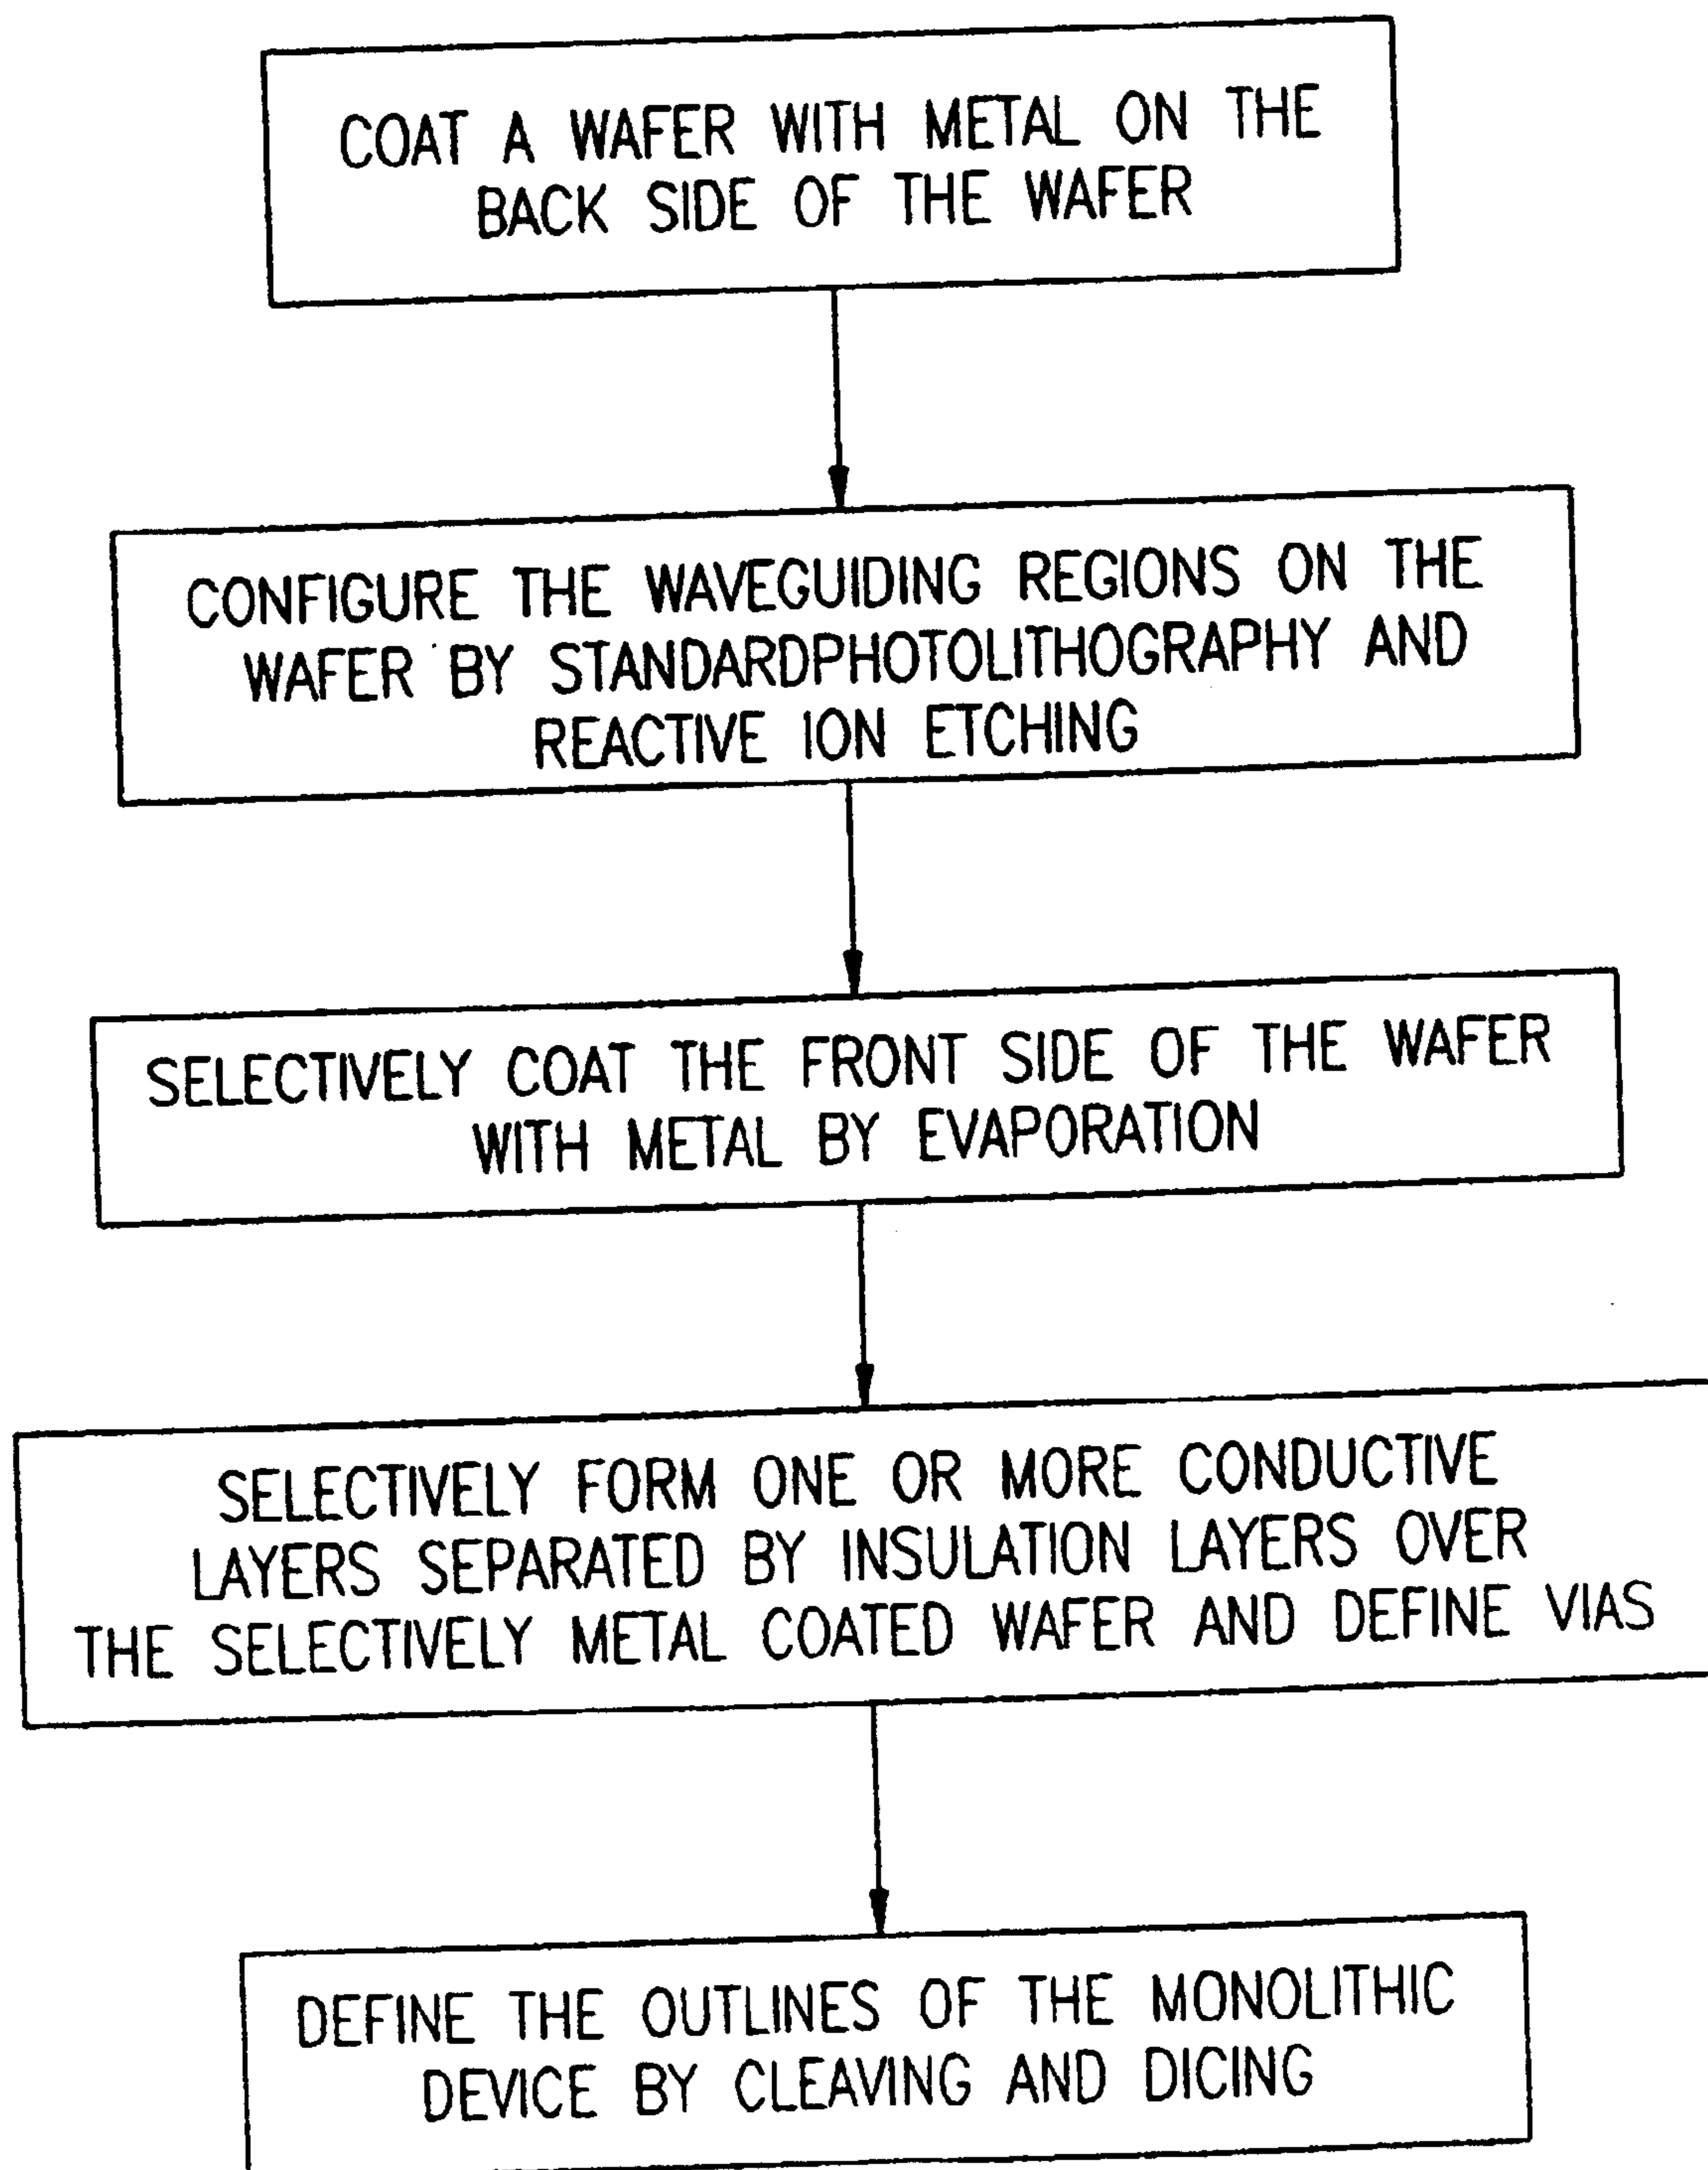 COAT A WAFER WITH METAL ON THE
BACK SIDE OF THE WAFER
CONFIGURE THE WAVEGUIDING REGIONS ON THE
WAFER BY STANDARDPHOTOLITHOGRAPHY AND
REACTIVE ION ETCHING
SELECTIVELY COAT THE FRONT SIDE OF THE WAFER
WITH METAL BY EVAPORATION
SELECTIVELY FORM ONE OR MORE CONDUCTIVE
LAYERS SEPARATED BY INSULATION LAYERS OVER
THE SELECTIVELY METAL COATED WAFER AND DEFINE VIAS
DEFINE THE OUTLINES OF THE MONOLITHIC
DEVICE BY CLEAVING AND DICING